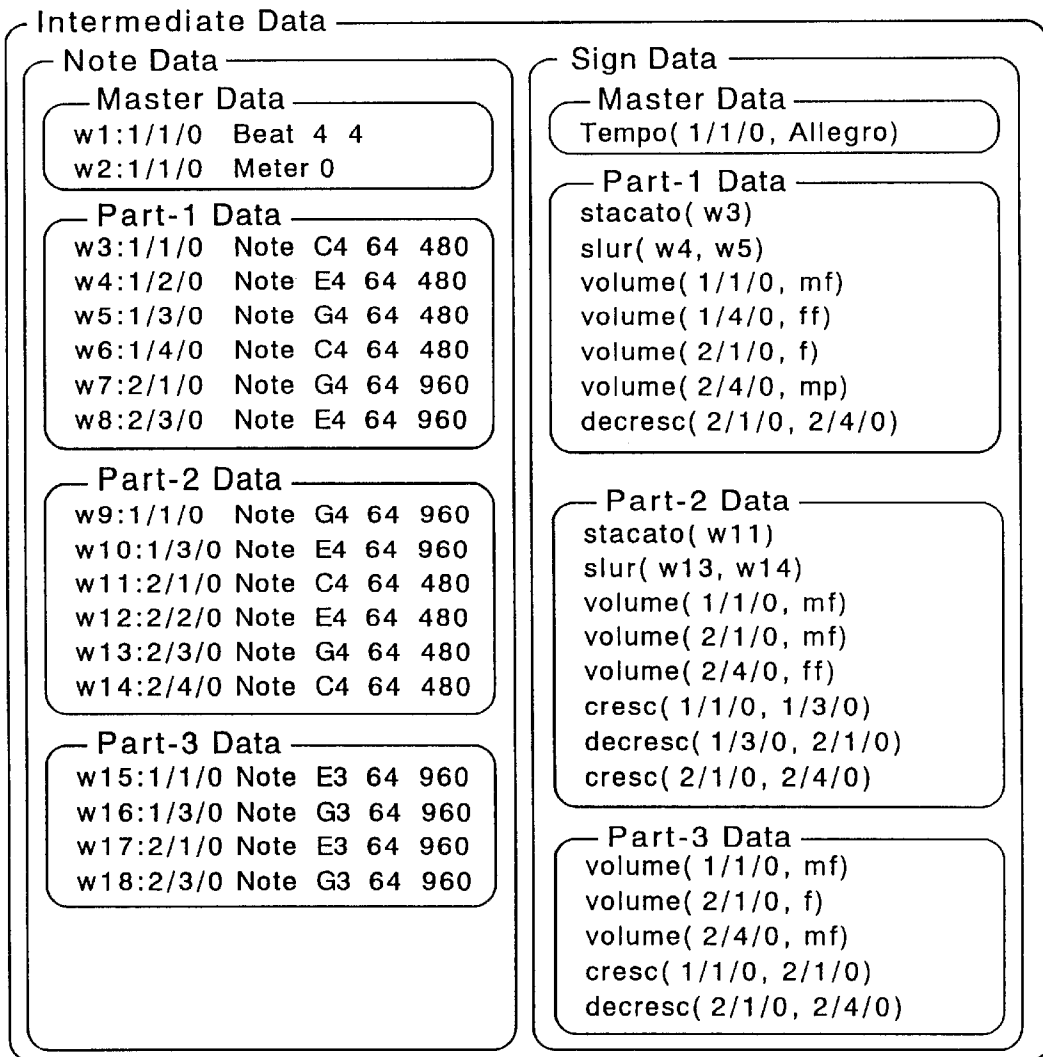 Intermediate Data
Note Data
Master Data
w1:1/1/0 Beat 4 4
w2:1/1/0 Meter 0
Part-1 Data
w3:1/1/0 Note C4 64 480
w4:1/2/0 Note E4 64 480
w5:1/3/0 Note G4 64 480
w6:1/4/0 Note C4 64 480
w7:2/1/0 Note G4 64 960
w8:2/3/0 Note E4 64 960
Part-2 Data
w9:1/1/0 Note G4 64 960
w10:1/3/0 Note E4 64 960
w11:2/1/0 Note C4 64 480
w12:2/2/0 Note E4 64 480
w13:2/3/0 Note G4 64 480
w14:2/4/0 Note C4 64 480
Part-3 Data
w15:1/1/0 Note E3 64 960
w16:1/3/0 Note G3 64 960
w17:2/1/0 Note E3 64 960
w18:2/3/0 Note G3 64 960
Sign Data
Master Data
Tempo( 1/1/0, Allegro)
Part-1 Data
stacato( w3)
slur( w4, w5)
volume( 1/1/0, mf)
volume( 1/4/0, ff)
volume( 2/1/0, f)
volume( 2/4/0, mp)
decresc( 2/1/0, 2/4/0)
Part-2 Data
stacato( w11)
slur( w13, w14)
volume( 1/1/0, mf)
volume( 2/1/0, mf)
volume( 2/4/0, ff)
cresc( 1/1/0, 1/3/0)
decresc( 1/3/0, 2/1/0)
cresc( 2/1/0, 2/4/0)
Part-3 Data
volume( 1/1/0, mf)
volume( 2/1/0, f)
volume( 2/4/0, mf)
cresc( 1/1/0, 2/1/0)
decresc( 2/1/0, 2/4/0)